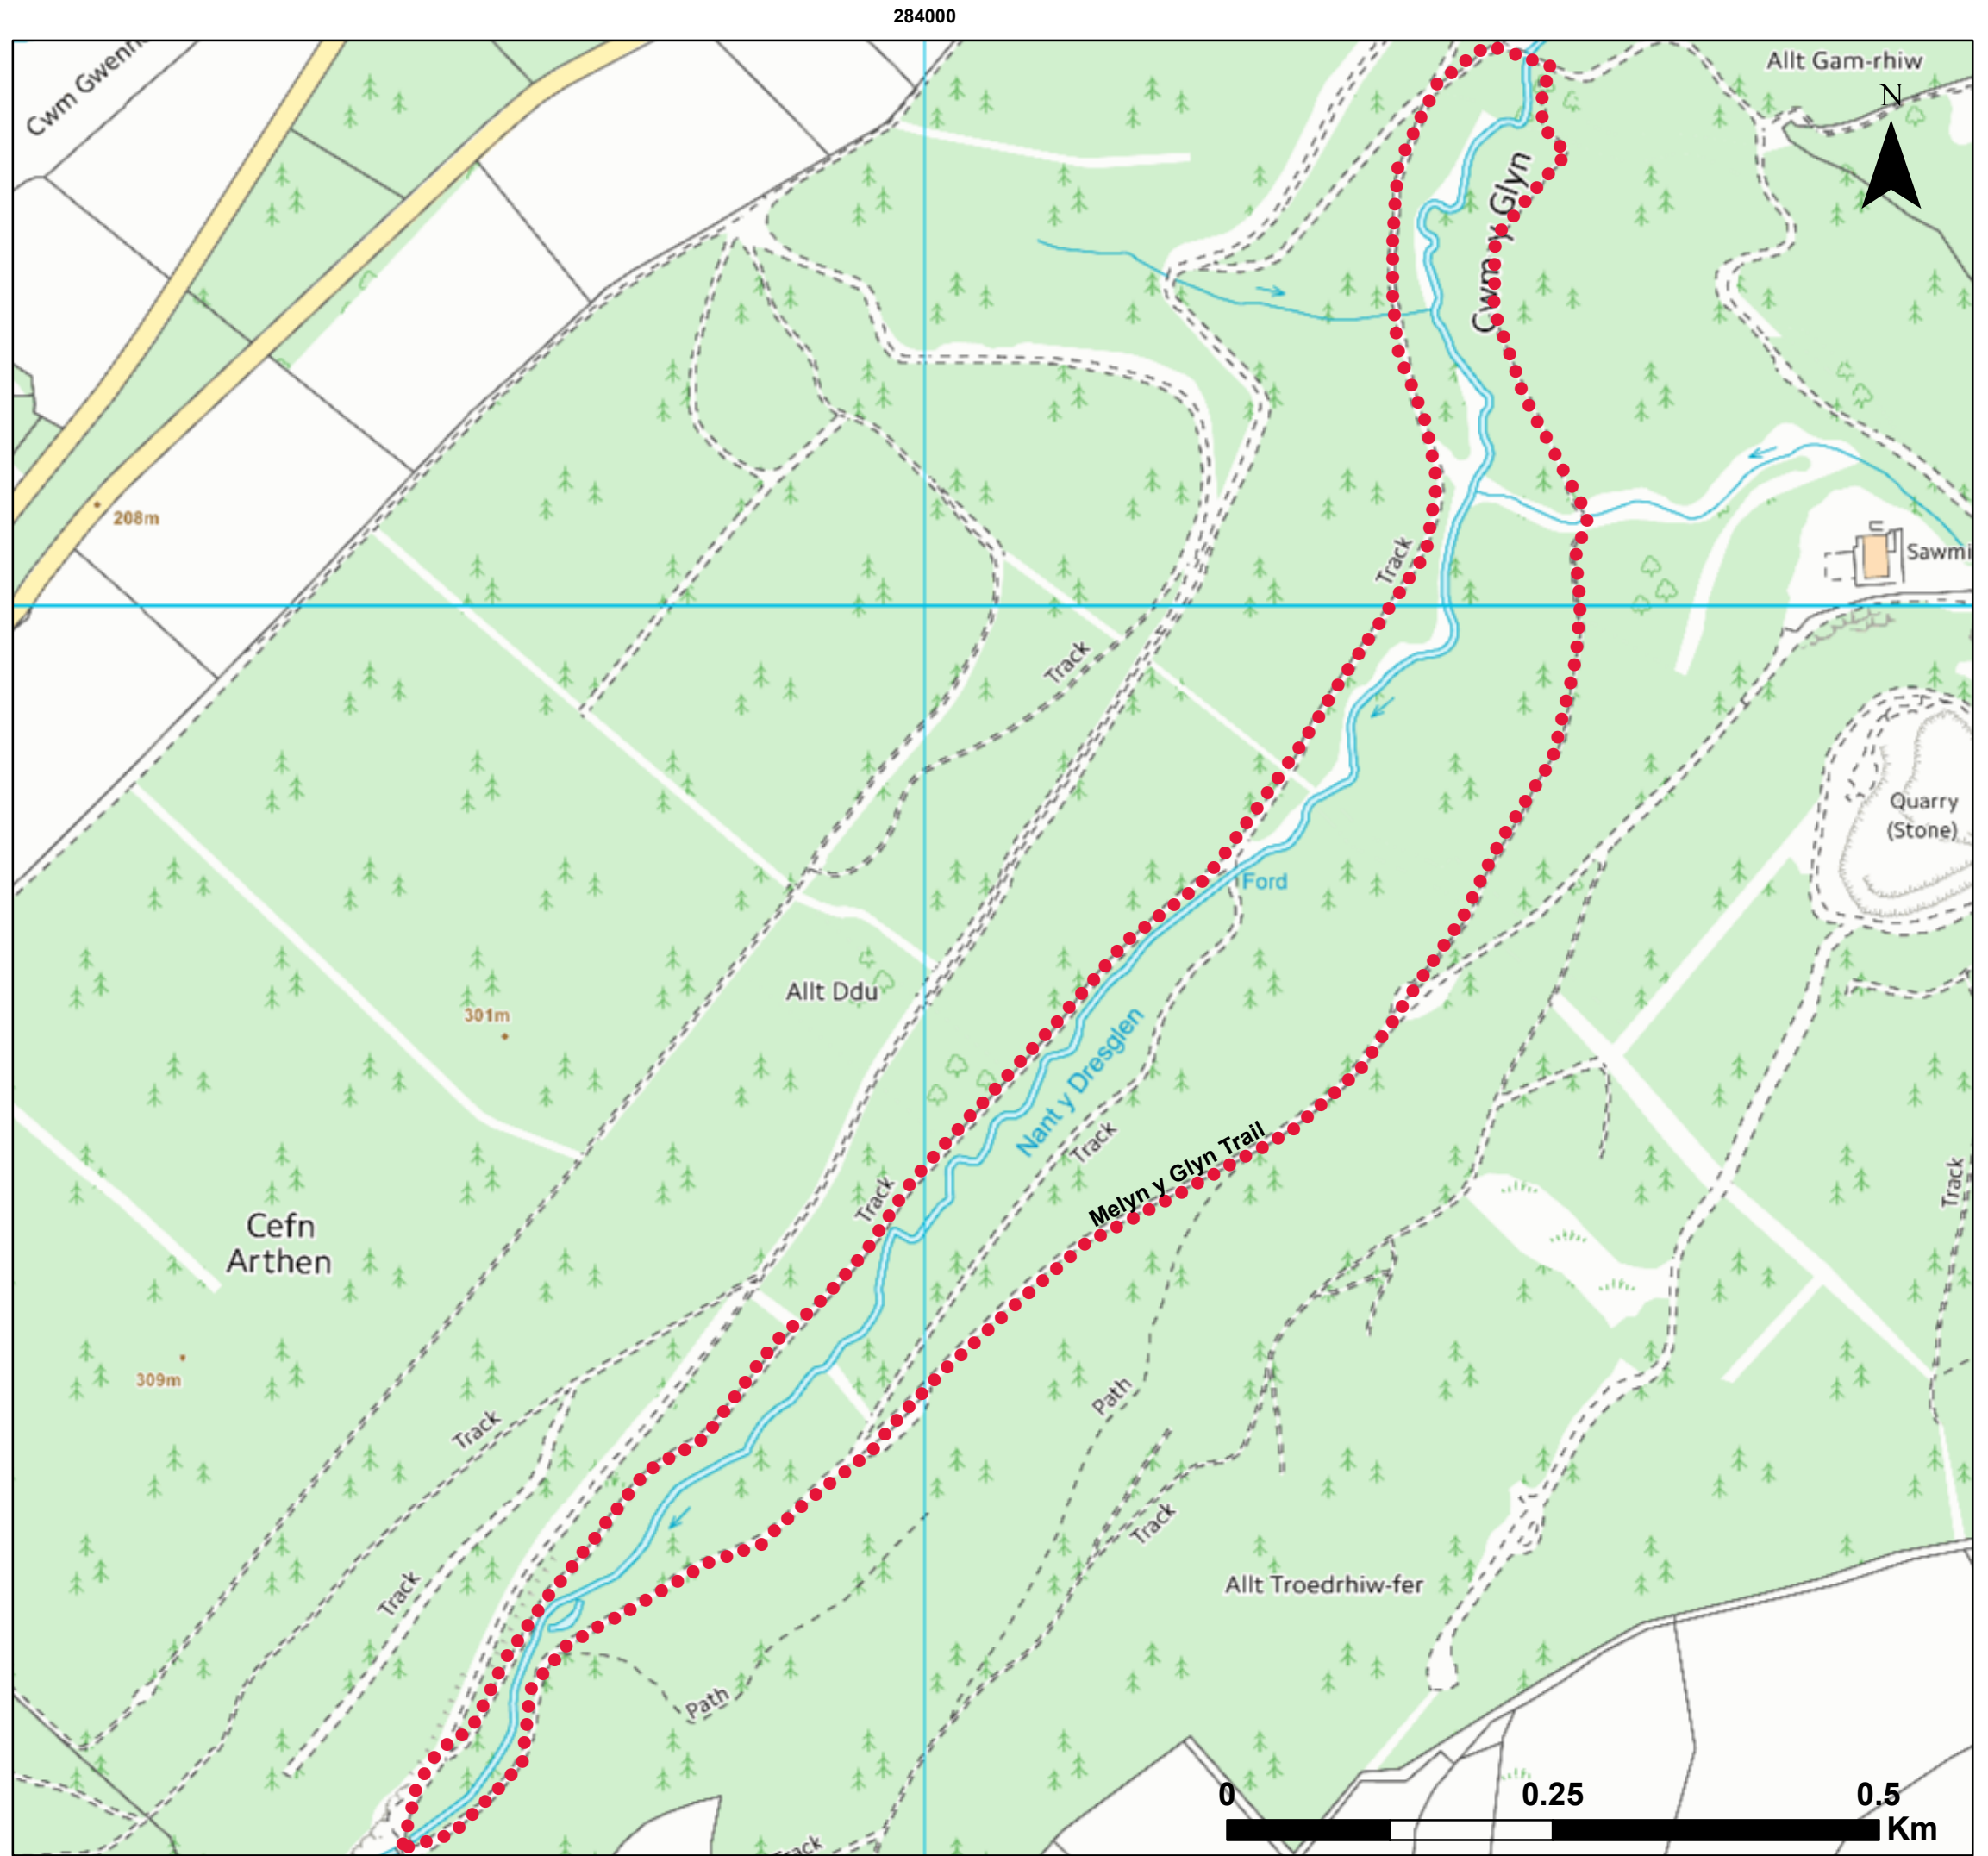 284000
Cwm Gwenn
Allt Gam-rhiw
N
Cwm y Glyn
208m
Sawmi
Track
Track
Quarry
(Stone)
Ford
Allt Ddu
301m
Nant y Dresglen
Track
Melyn y Glyn Trail
Track
Track
Cefn
Arthen
309m
Path
Track
Track
Track
Allt Troedrhiw-fer
Path
0 0.25 0.5
Km